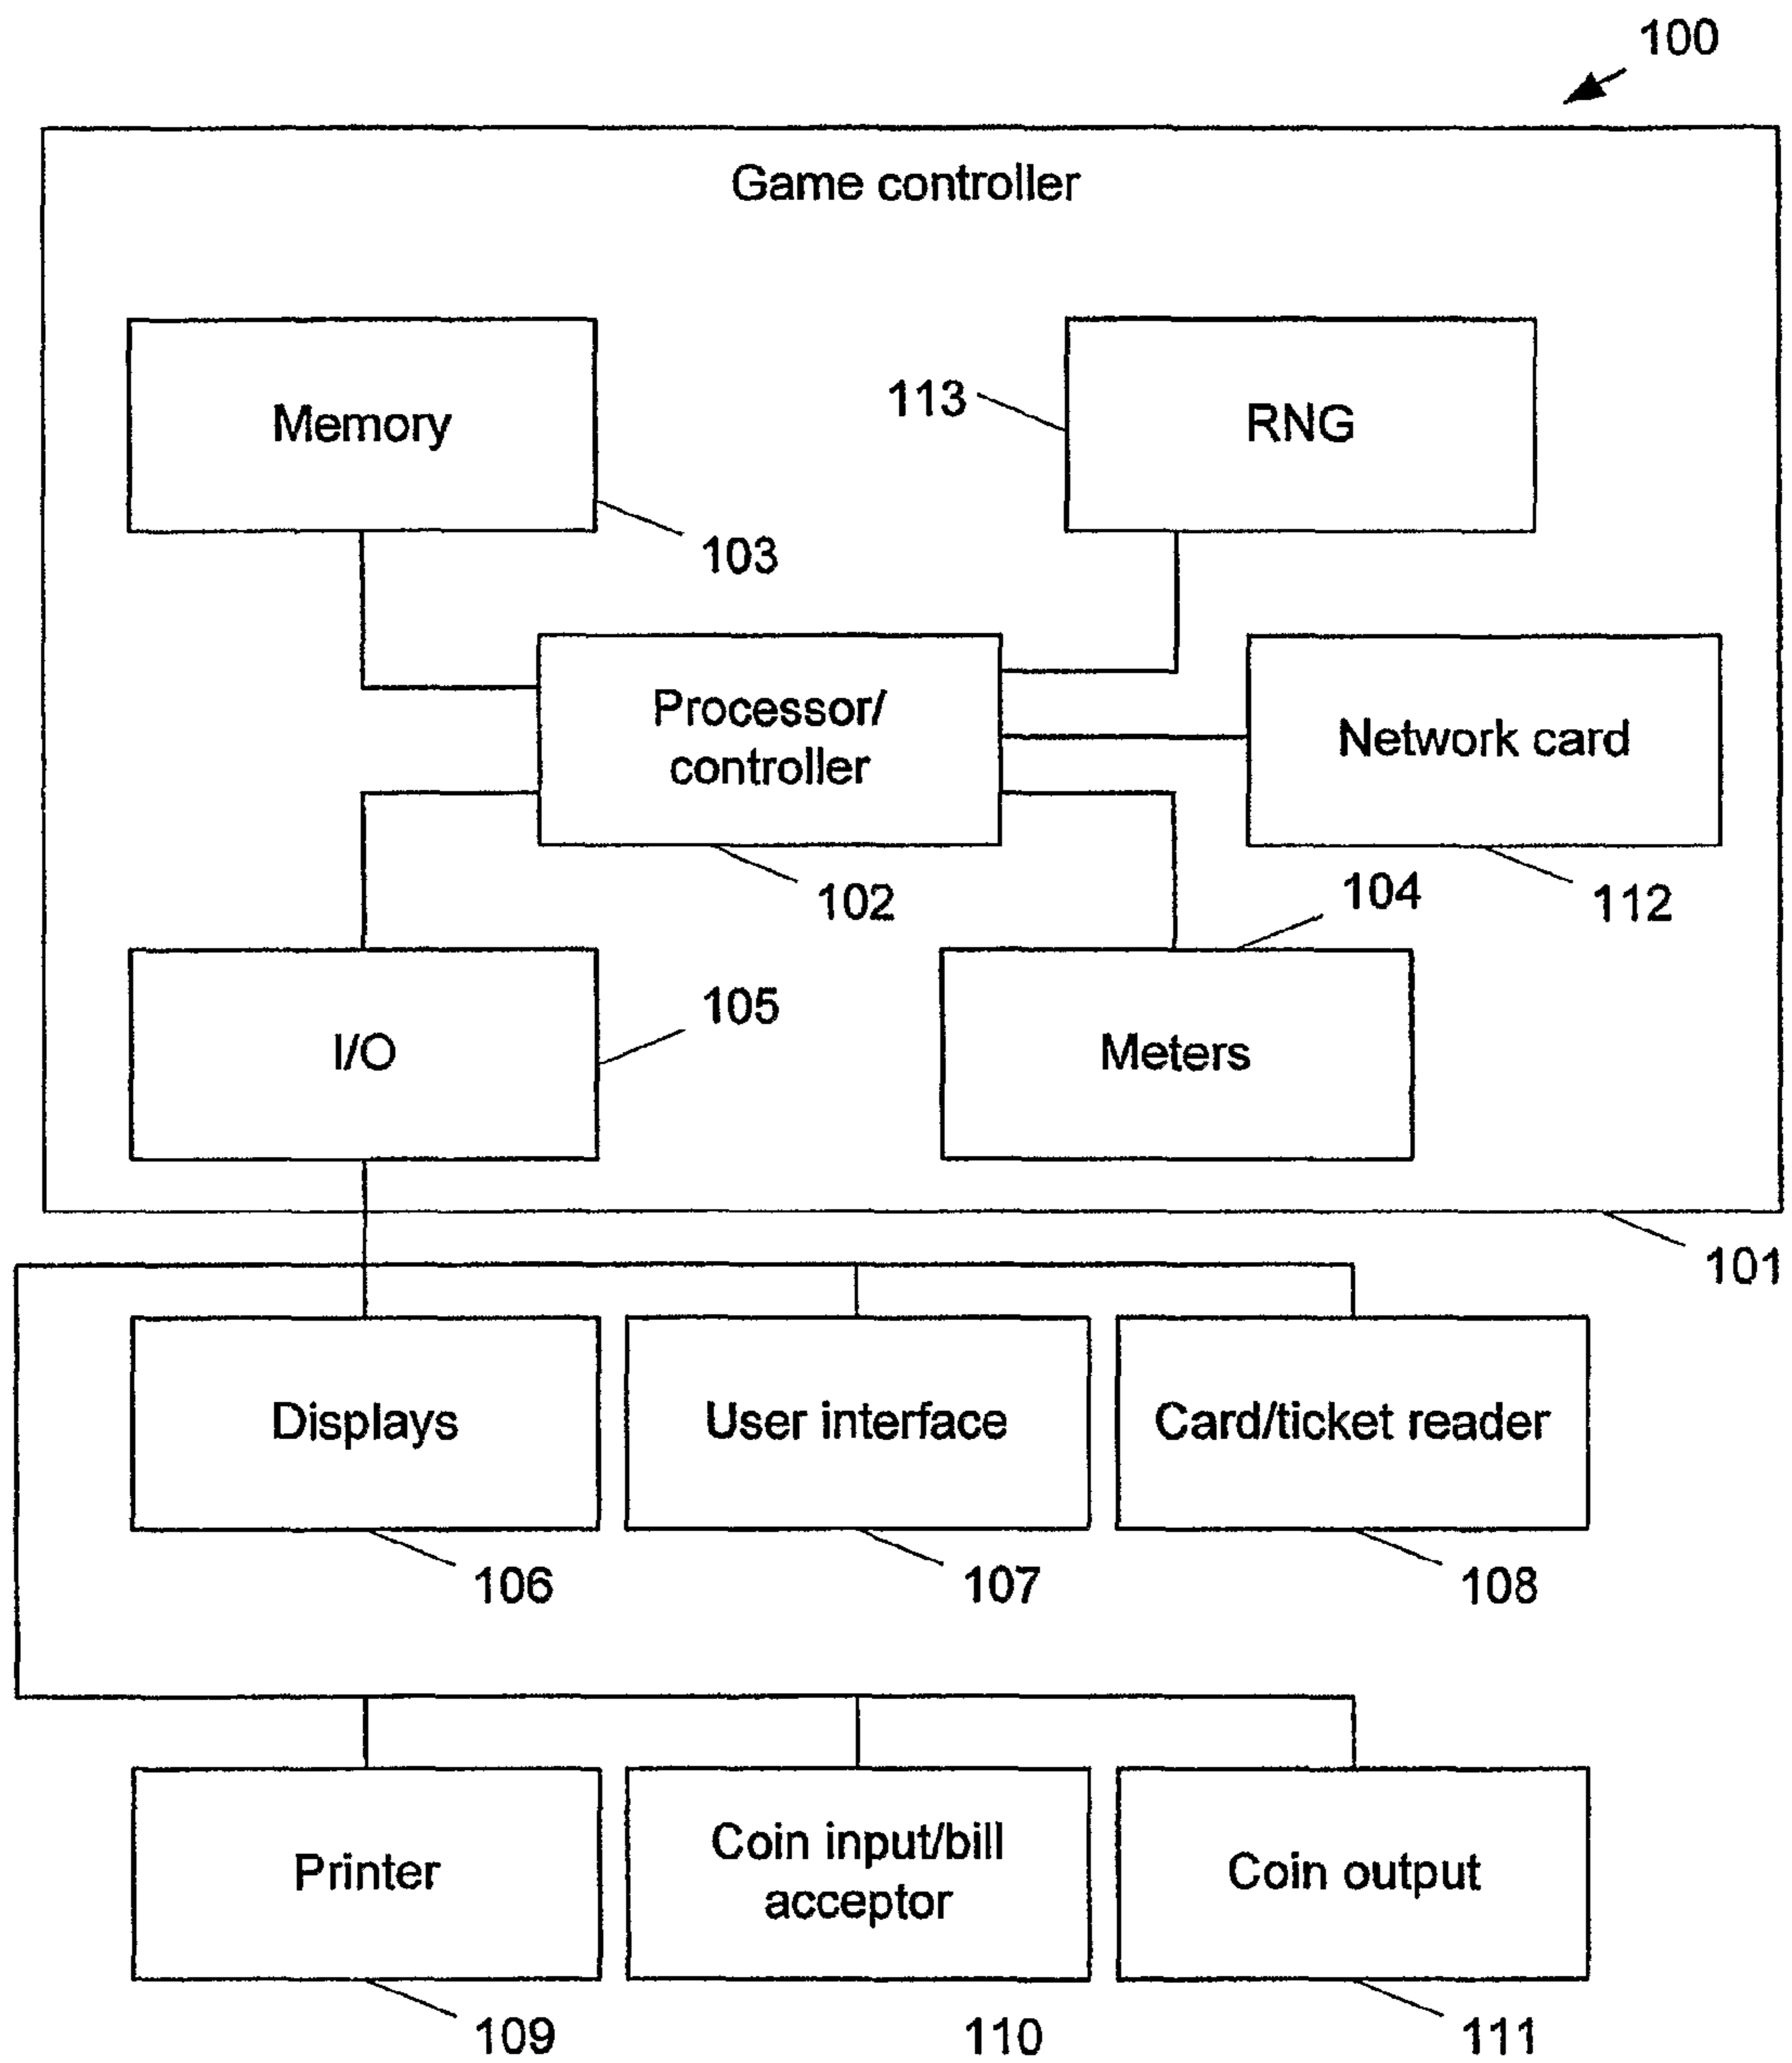 100
Game controller
Memory
113
RNG
103
Processor/
controller
Network card
102
104
112
I/O
105
Meters
101
Displays
User interface
Card/ticket reader
106
107
108
Printer
Coin input/bill
acceptor
Coin output
109
110
111